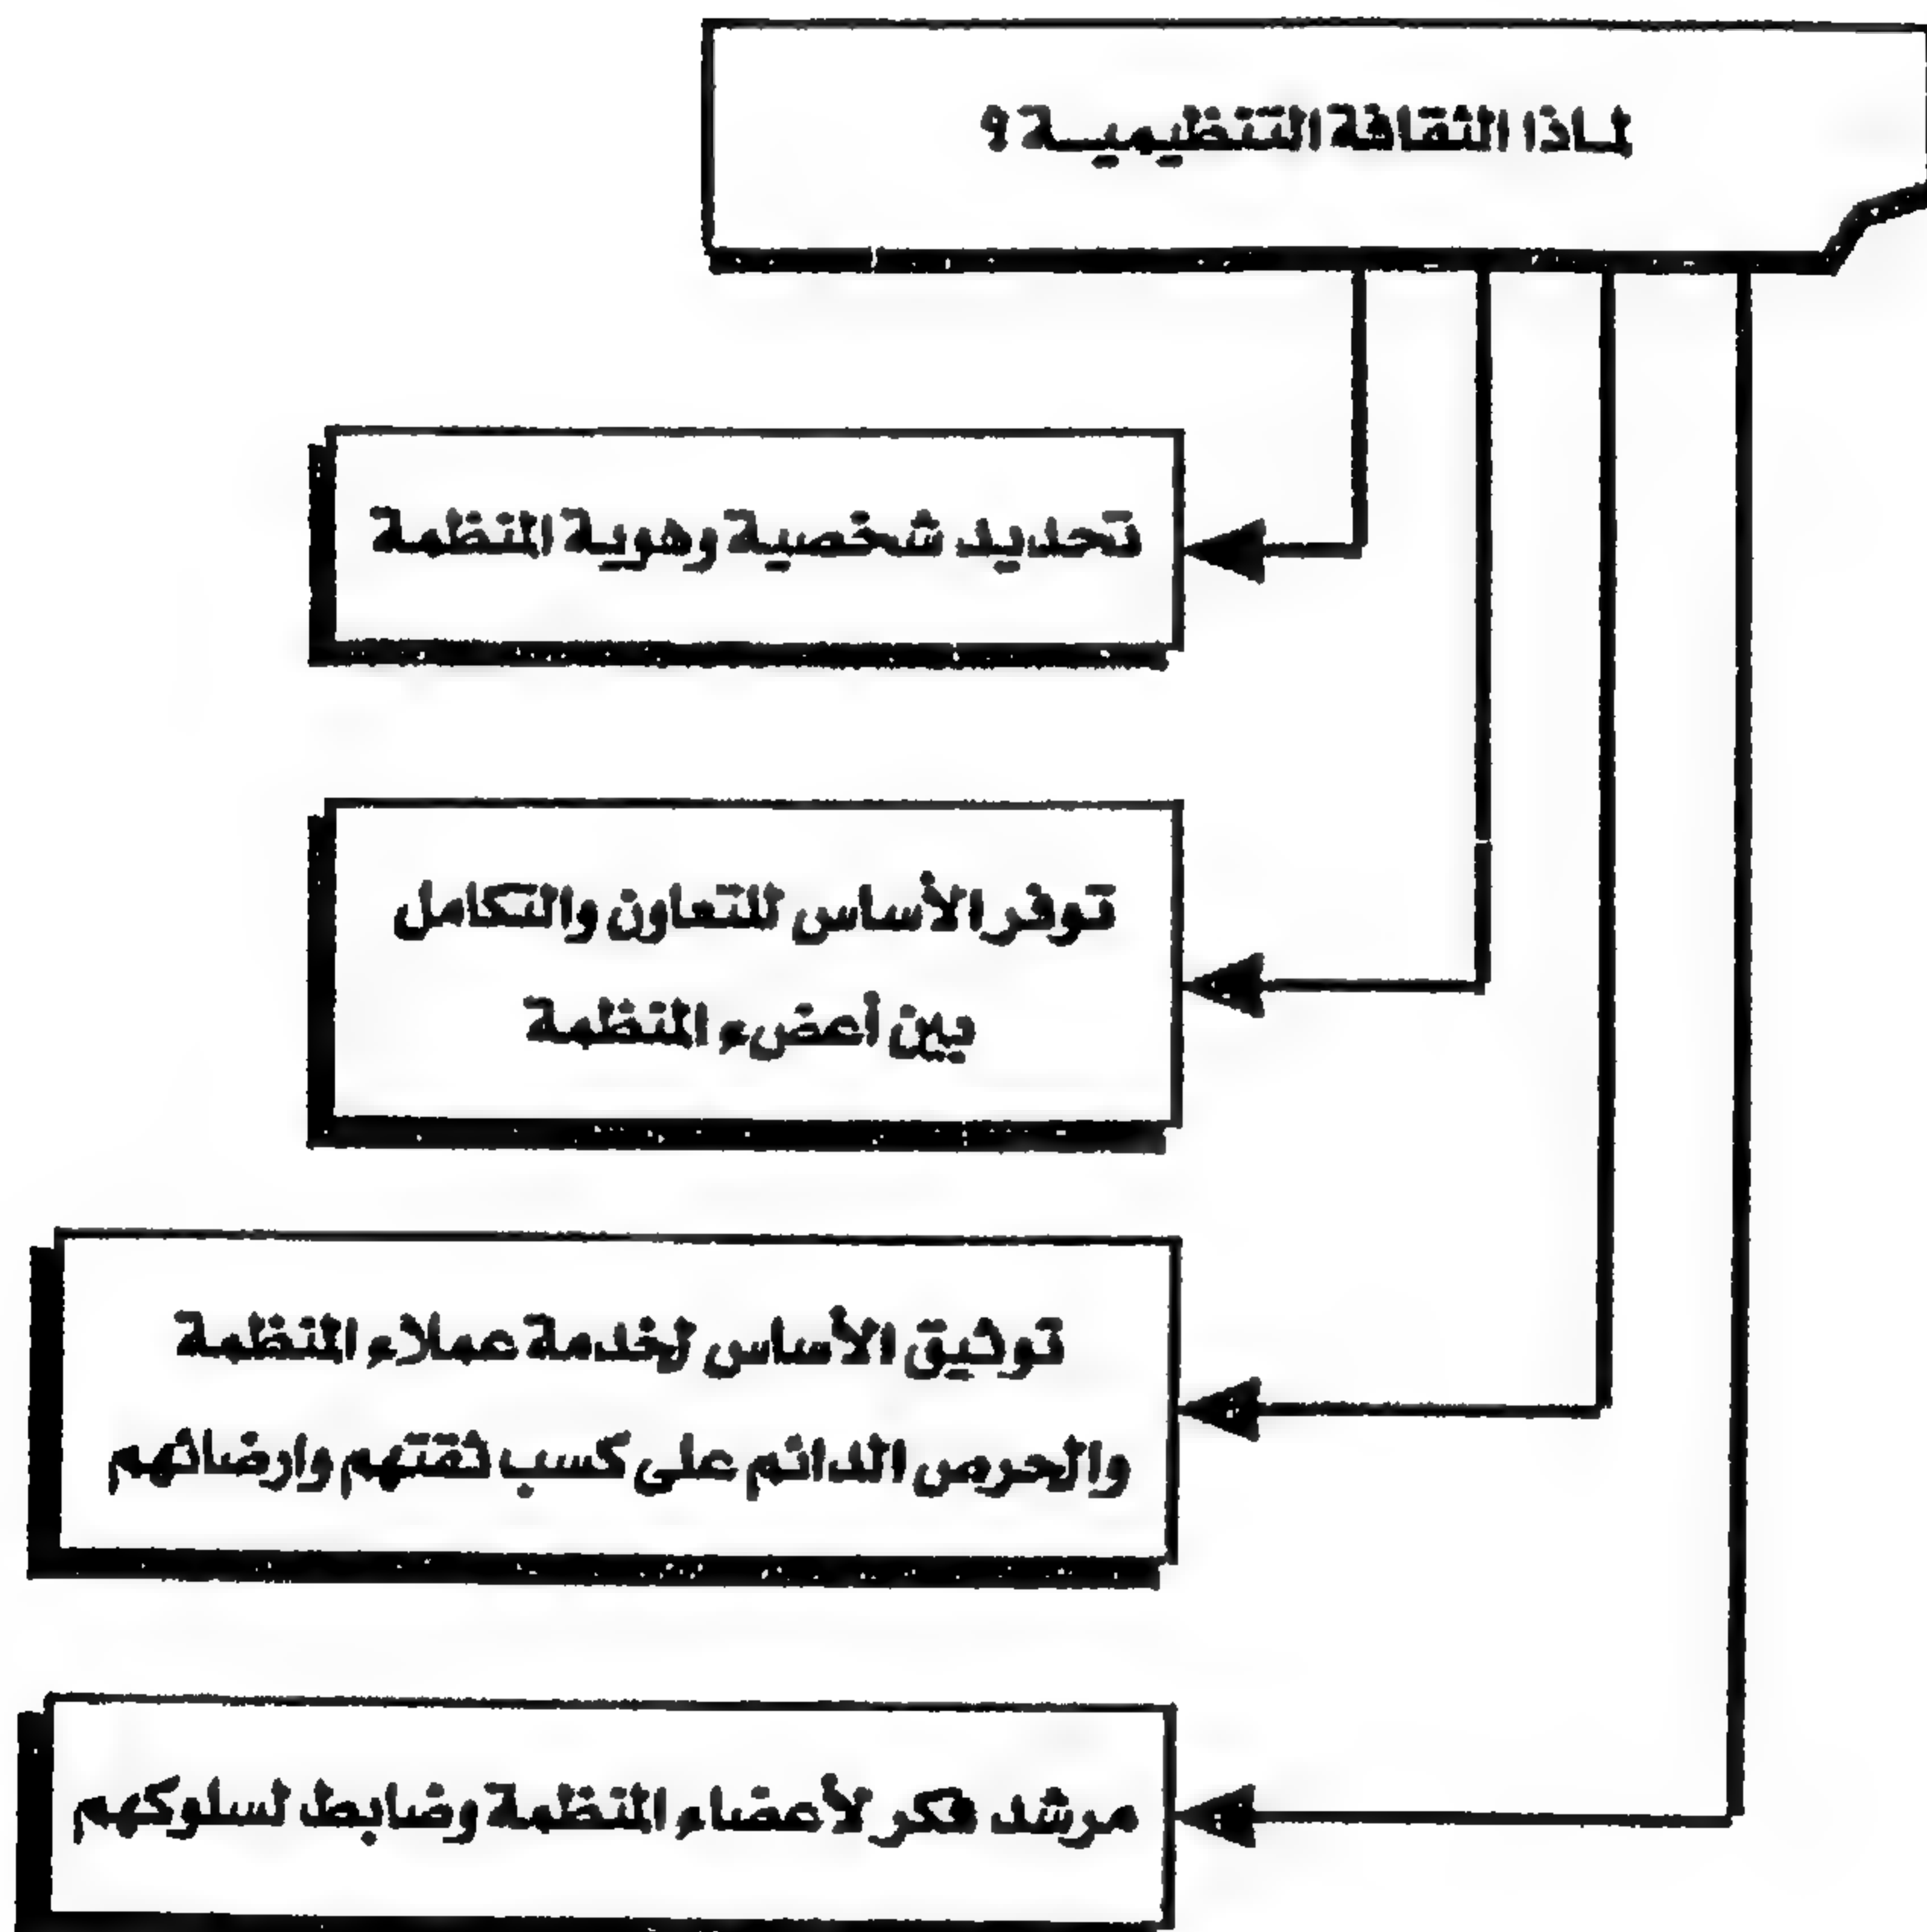 لماذا الثقافة التنظيمية؟
تحديد شخصية وهوية المنظمة
توفر الأساس للتعاون والتكامل
بين أعضىء المنظمة
توثيق الأساس لخدمة عملاء المنظمة
والحرص الدائم على كسب ثقتهم وارضائهم
مرشد فكر لأعضاء المنظمة وضابط لسلوكهم